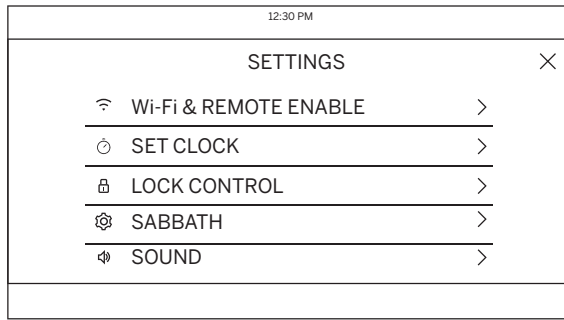 12:30 PM
SETTINGS
Wi-Fi & REMOTE ENABLE
SET CLOCK
LOCK CONTROL
SABBATH
SOUND